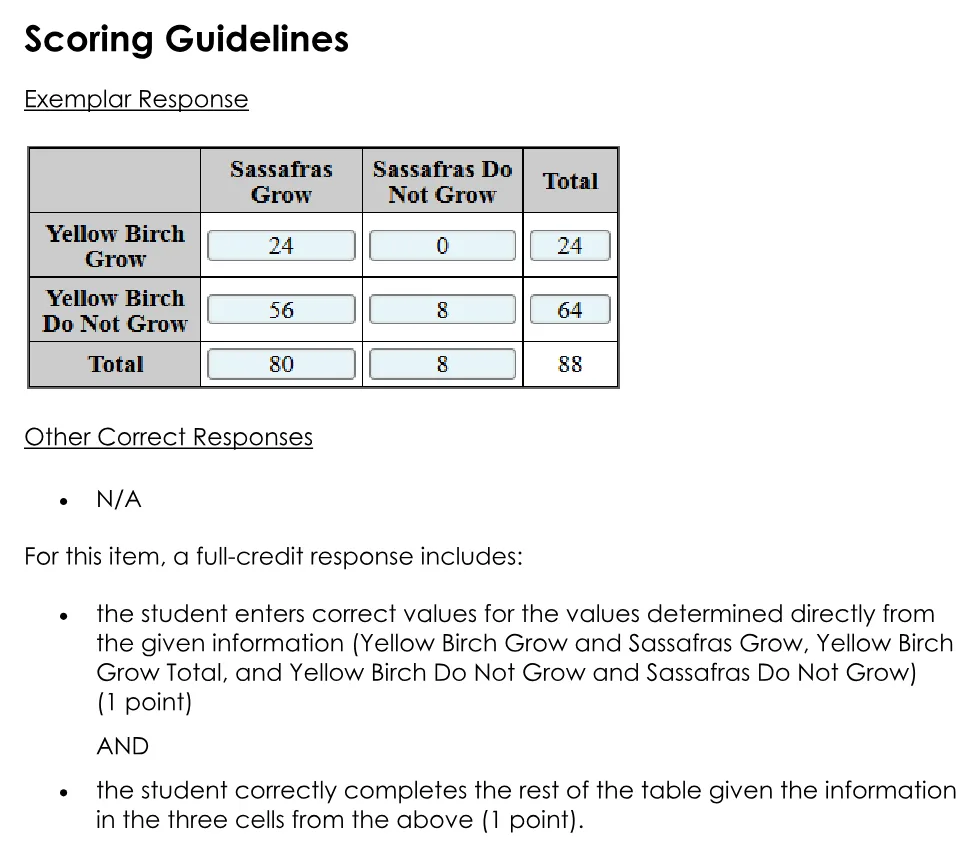 Scoring Guidelines
Exemplar Response
Sassafras Grow Sassafras Do Not Grow Total
Yellow Birch Grow 24 0 24
Yellow Birch Do Not Grow 56 8 64
Total 80 8 88
Other Correct Responses
• N/A
For this item, a full-credit response includes:
• the student enters correct values for the values determined directly from
the given information (Yellow Birch Grow and Sassafras Grow, Yellow Birch
Grow Total, and Yellow Birch Do Not Grow and Sassafras Do Not Grow)
(1 point)
AND
• the student correctly completes the rest of the table given the information
in the three cells from the above (1 point).